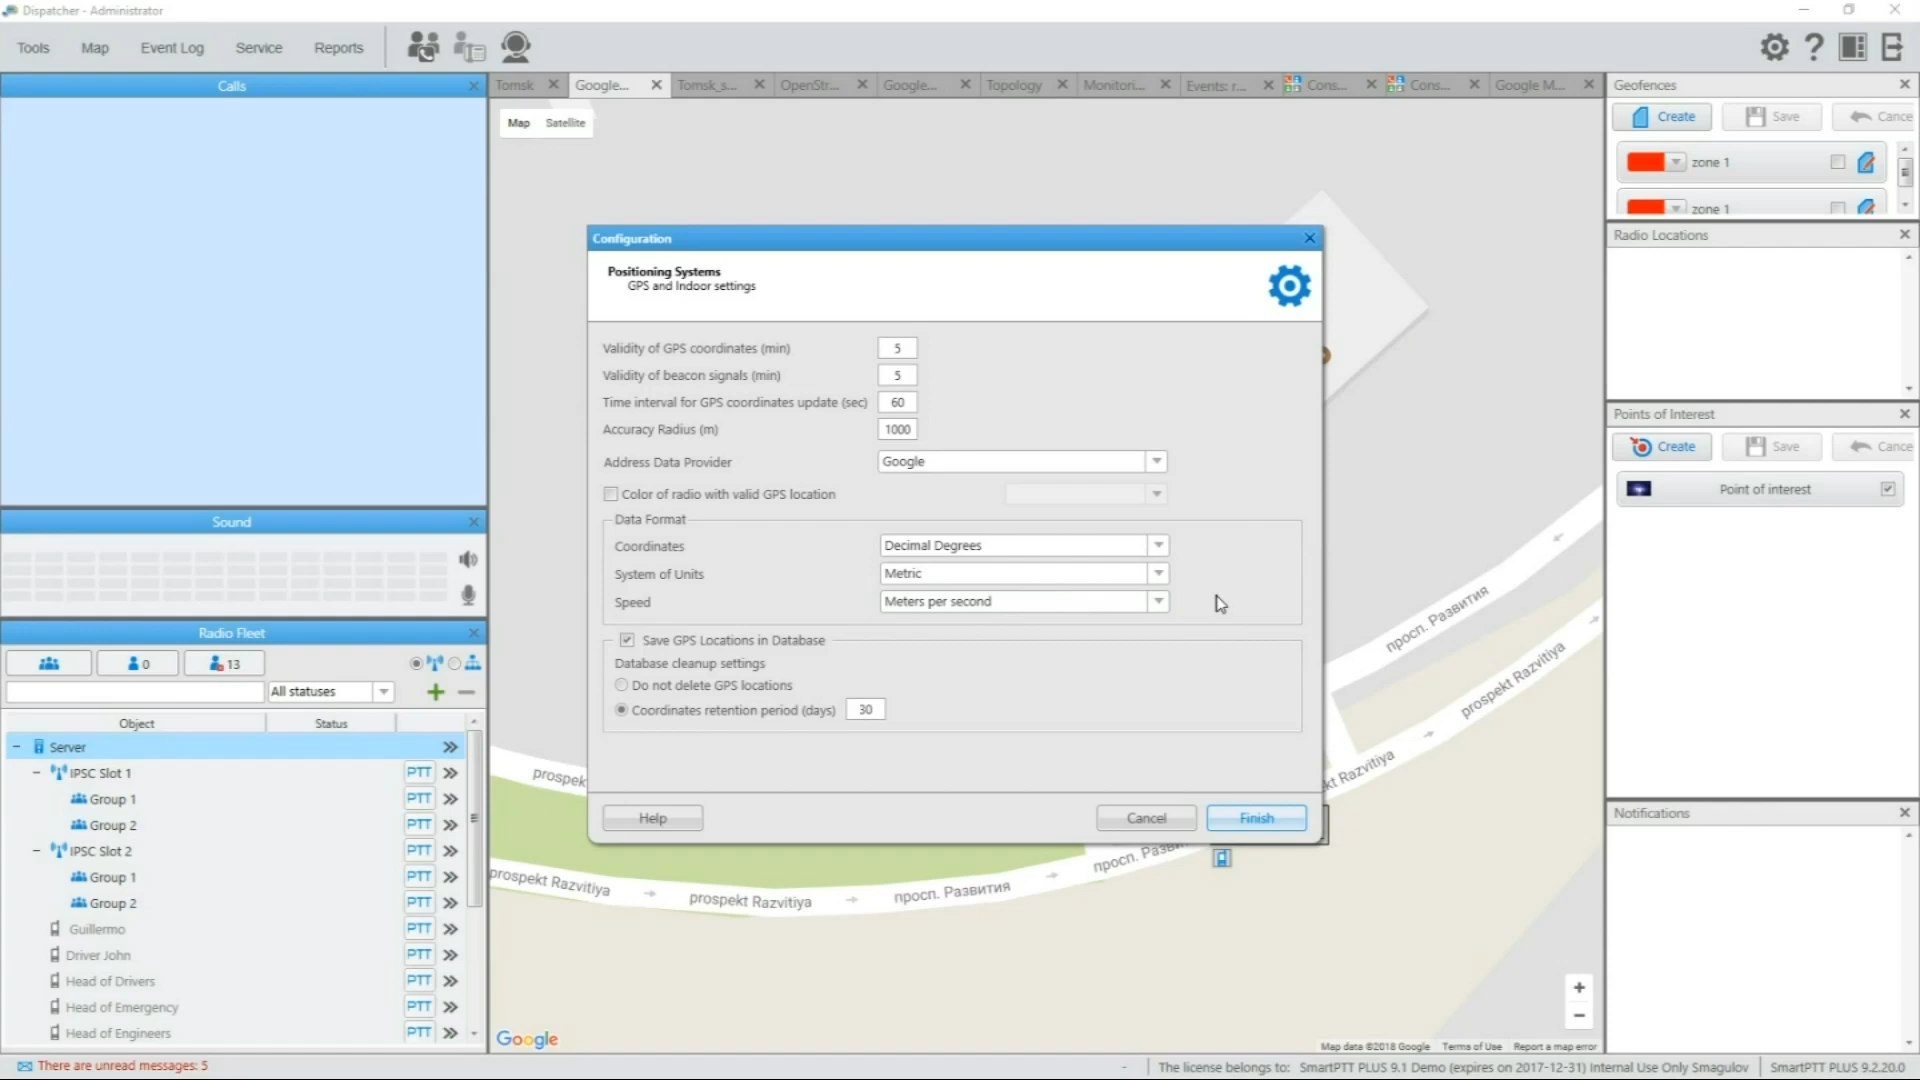 Dispatcher - Administrator
Tools Map Event Log Service Reports
Calls
Tomsk Google... Tomsk_s... OpenStr... Google... Topology Monitori... Events: r... Cons... Cons... Google M...
Map Satellite
Geofences
Create Save Cance
zone 1
zone 1
Radio Locations
Points of Interest
Create Save Cance
Point of interest
Notifications
Configuration
Positioning Systems
GPS and Indoor settings
Validity of GPS coordinates (min) 5
Validity of beacon signals (min) 5
Time interval for GPS coordinates update (sec) 60
Accuracy Radius (m) 1000
Address Data Provider Google
Color of radio with valid GPS location
Data Format
Coordinates Decimal Degrees
System of Units Metric
Speed Meters per second
Save GPS Locations in Database
Database cleanup settings
Do not delete GPS locations
Coordinates retention period (days) 30
Help Cancel Finish
Sound
Radio Fleet
0 13
All statuses
Object Status
Server
IPSC Slot 1 PTT
Group 1 PTT
Group 2 PTT
IPSC Slot 2 PTT
Group 1 PTT
Group 2 PTT
Guillermo PTT
Driver John PTT
Head of Drivers PTT
Head of Emergency PTT
Head of Engineers PTT
просп. Развития
prospekt Razvitiya
kt Razvitiya
prospek
просп. Разви
prospekt Razvitiya
prospekt Razvitiya
просп. Развития
Google
Map data ©2018 Google Terms of Use Report a map error
There are unread messages: 5
- The license belongs to: SmartPTT PLUS 9.1 Demo (expires on 2017-12-31) Internal Use Only Smagulov SmartPTT PLUS 9.2.20.0